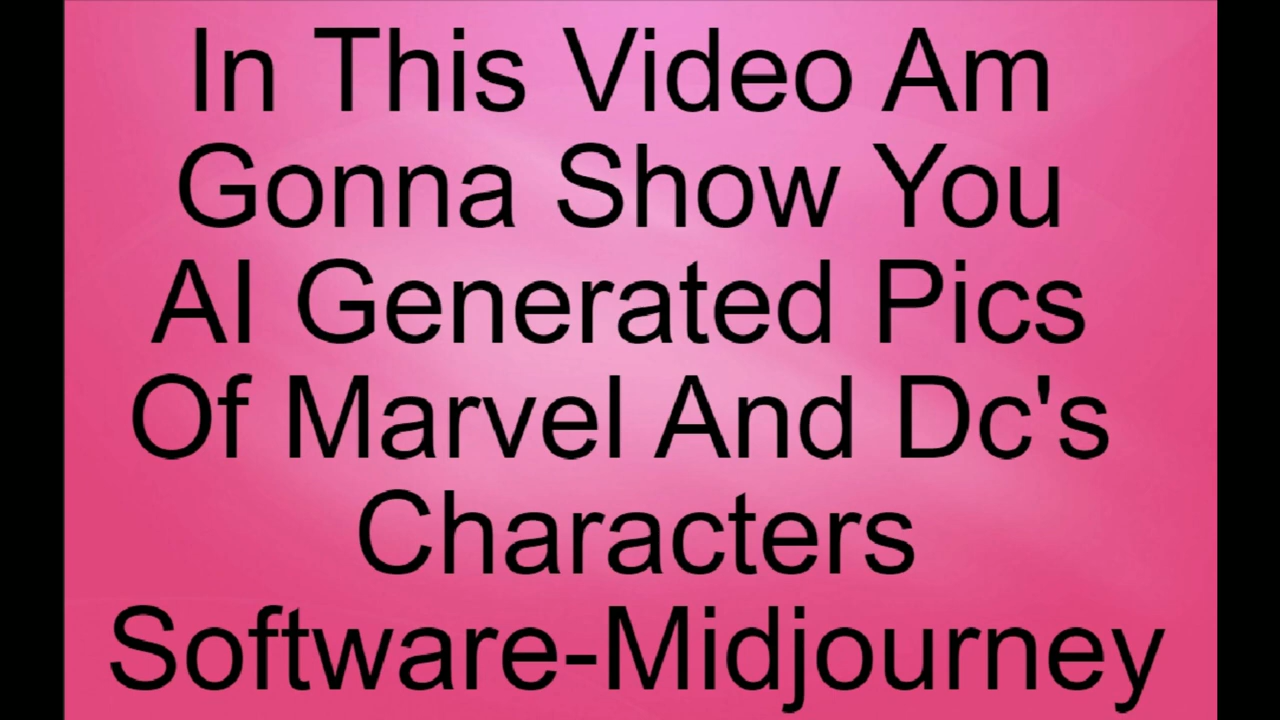 In This Video Am
Gonna Show You
AI Generated Pics
Of Marvel And Dc's
Characters
Software-Midjourney